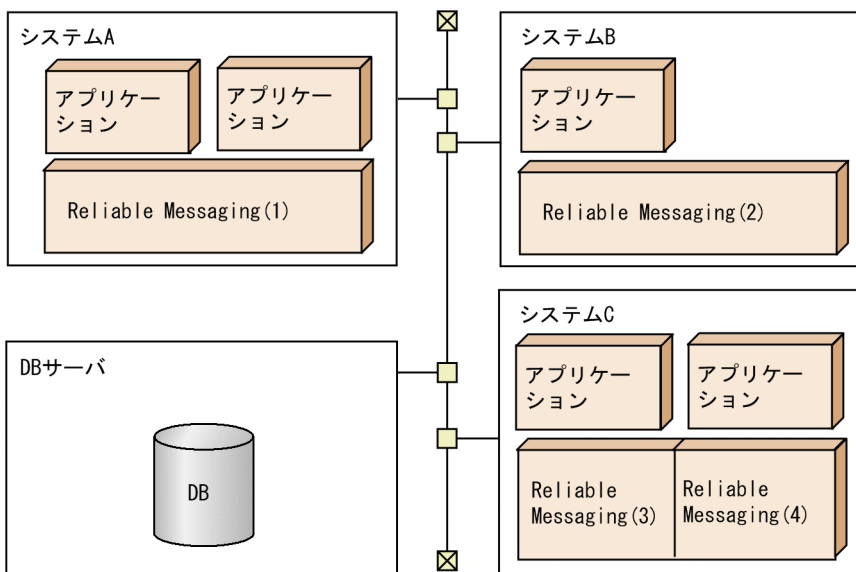 システムA
アプリケー
ション
アプリケー
ション
Reliable Messaging(1)
システムB
アプリケー
ション
Reliable Messaging(2)
DBサーバ
DB
システムC
アプリケー
ション
アプリケー
ション
Reliable
Messaging(3)
Reliable
Messaging(4)